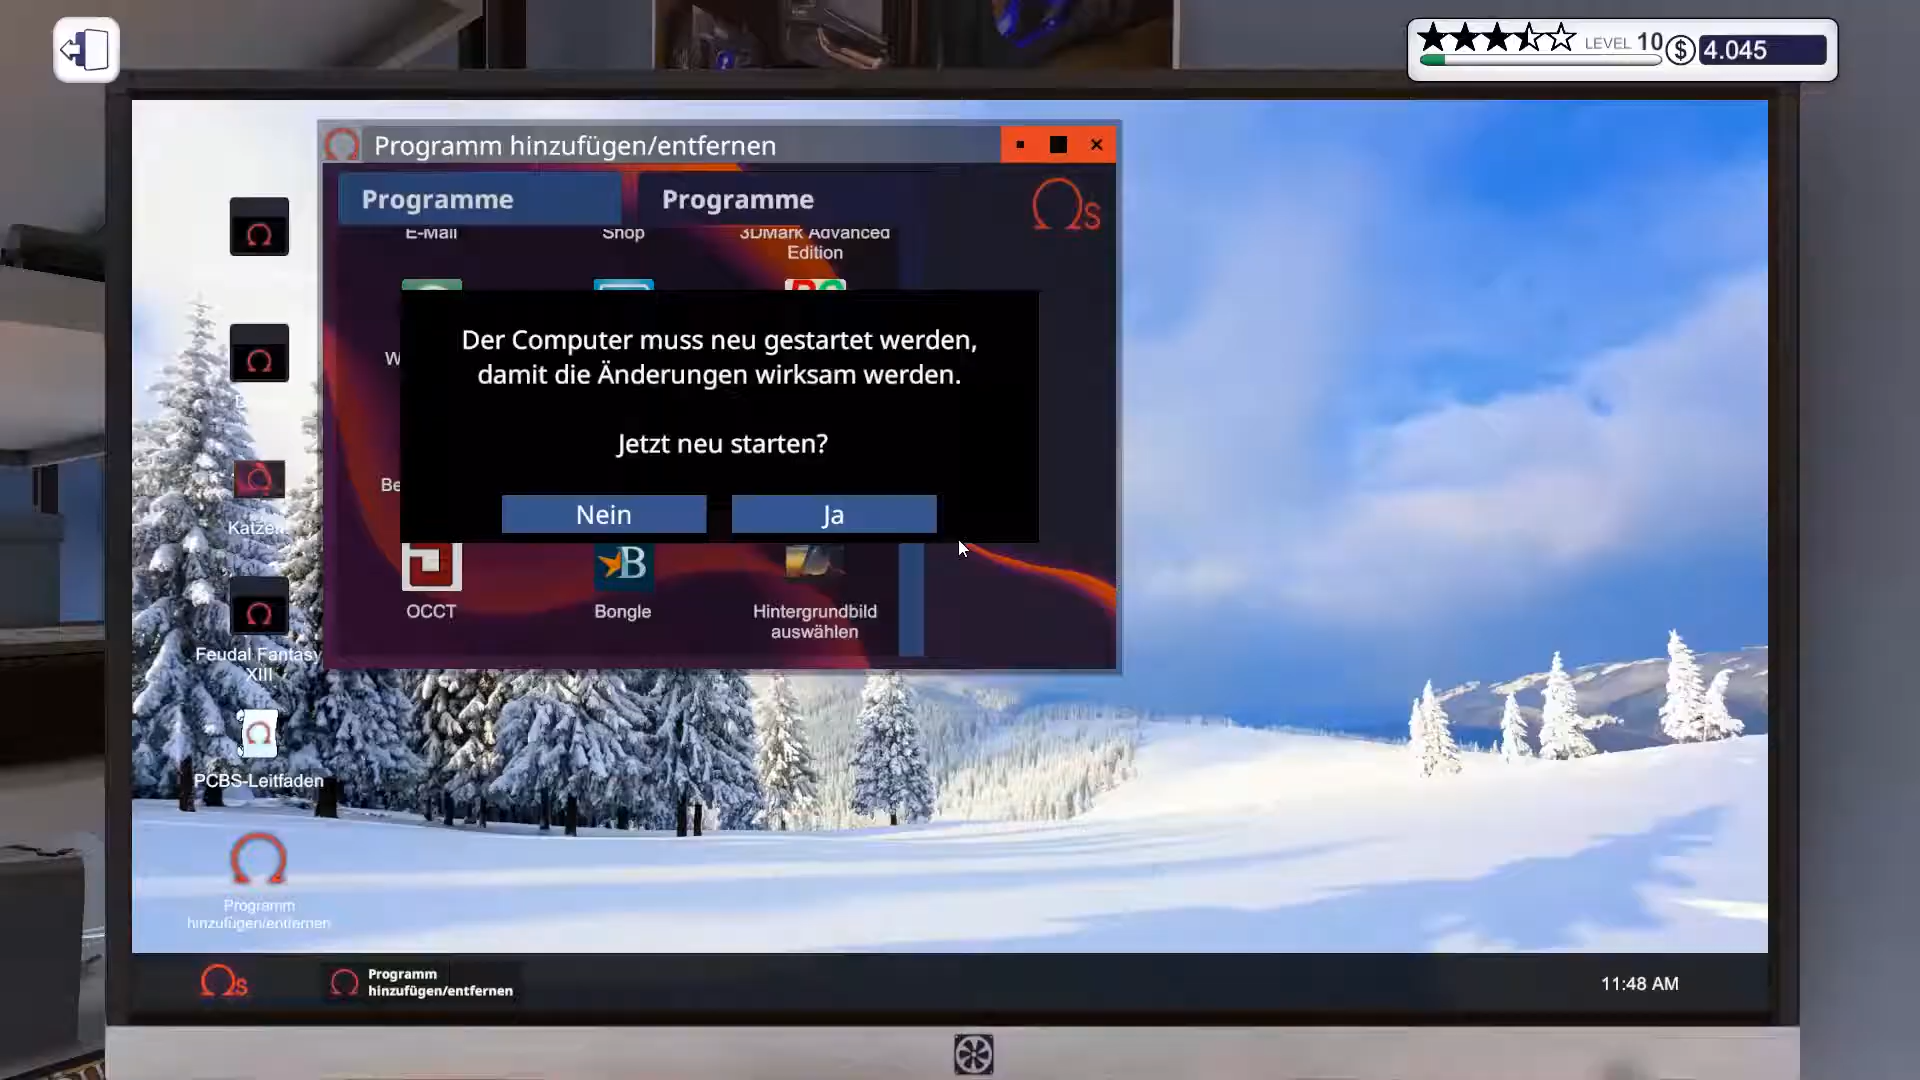 LEVEL 10
$ 4.045
Programm hinzufügen/entfernen
Programme
Programme
E-Mail
Shop
3DMark Advanced
Edition
Der Computer muss neu gestartet werden,
damit die Änderungen wirksam werden.
Jetzt neu starten?
Nein
Ja
OCCT
B
Bongle
Hintergrundbild
auswählen
Feudal Fantasy
XIII
PCBS-Leitfaden
Programm
hinzufügen/entfernen
Ωs
Programm
hinzufügen/entfernen
11:48 AM